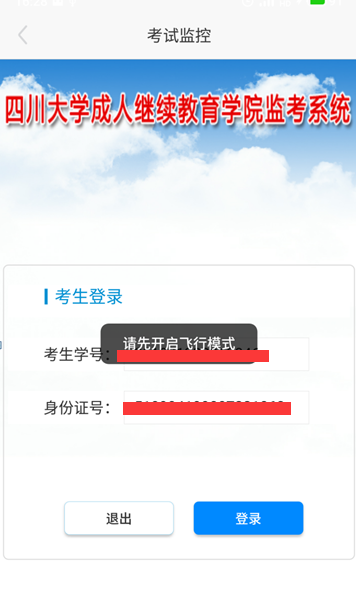 考试监控
四川大学成人继续教育学院监考系统
考生登录
请先开启飞行模式
考生学号:
身份证号:
退出
登录